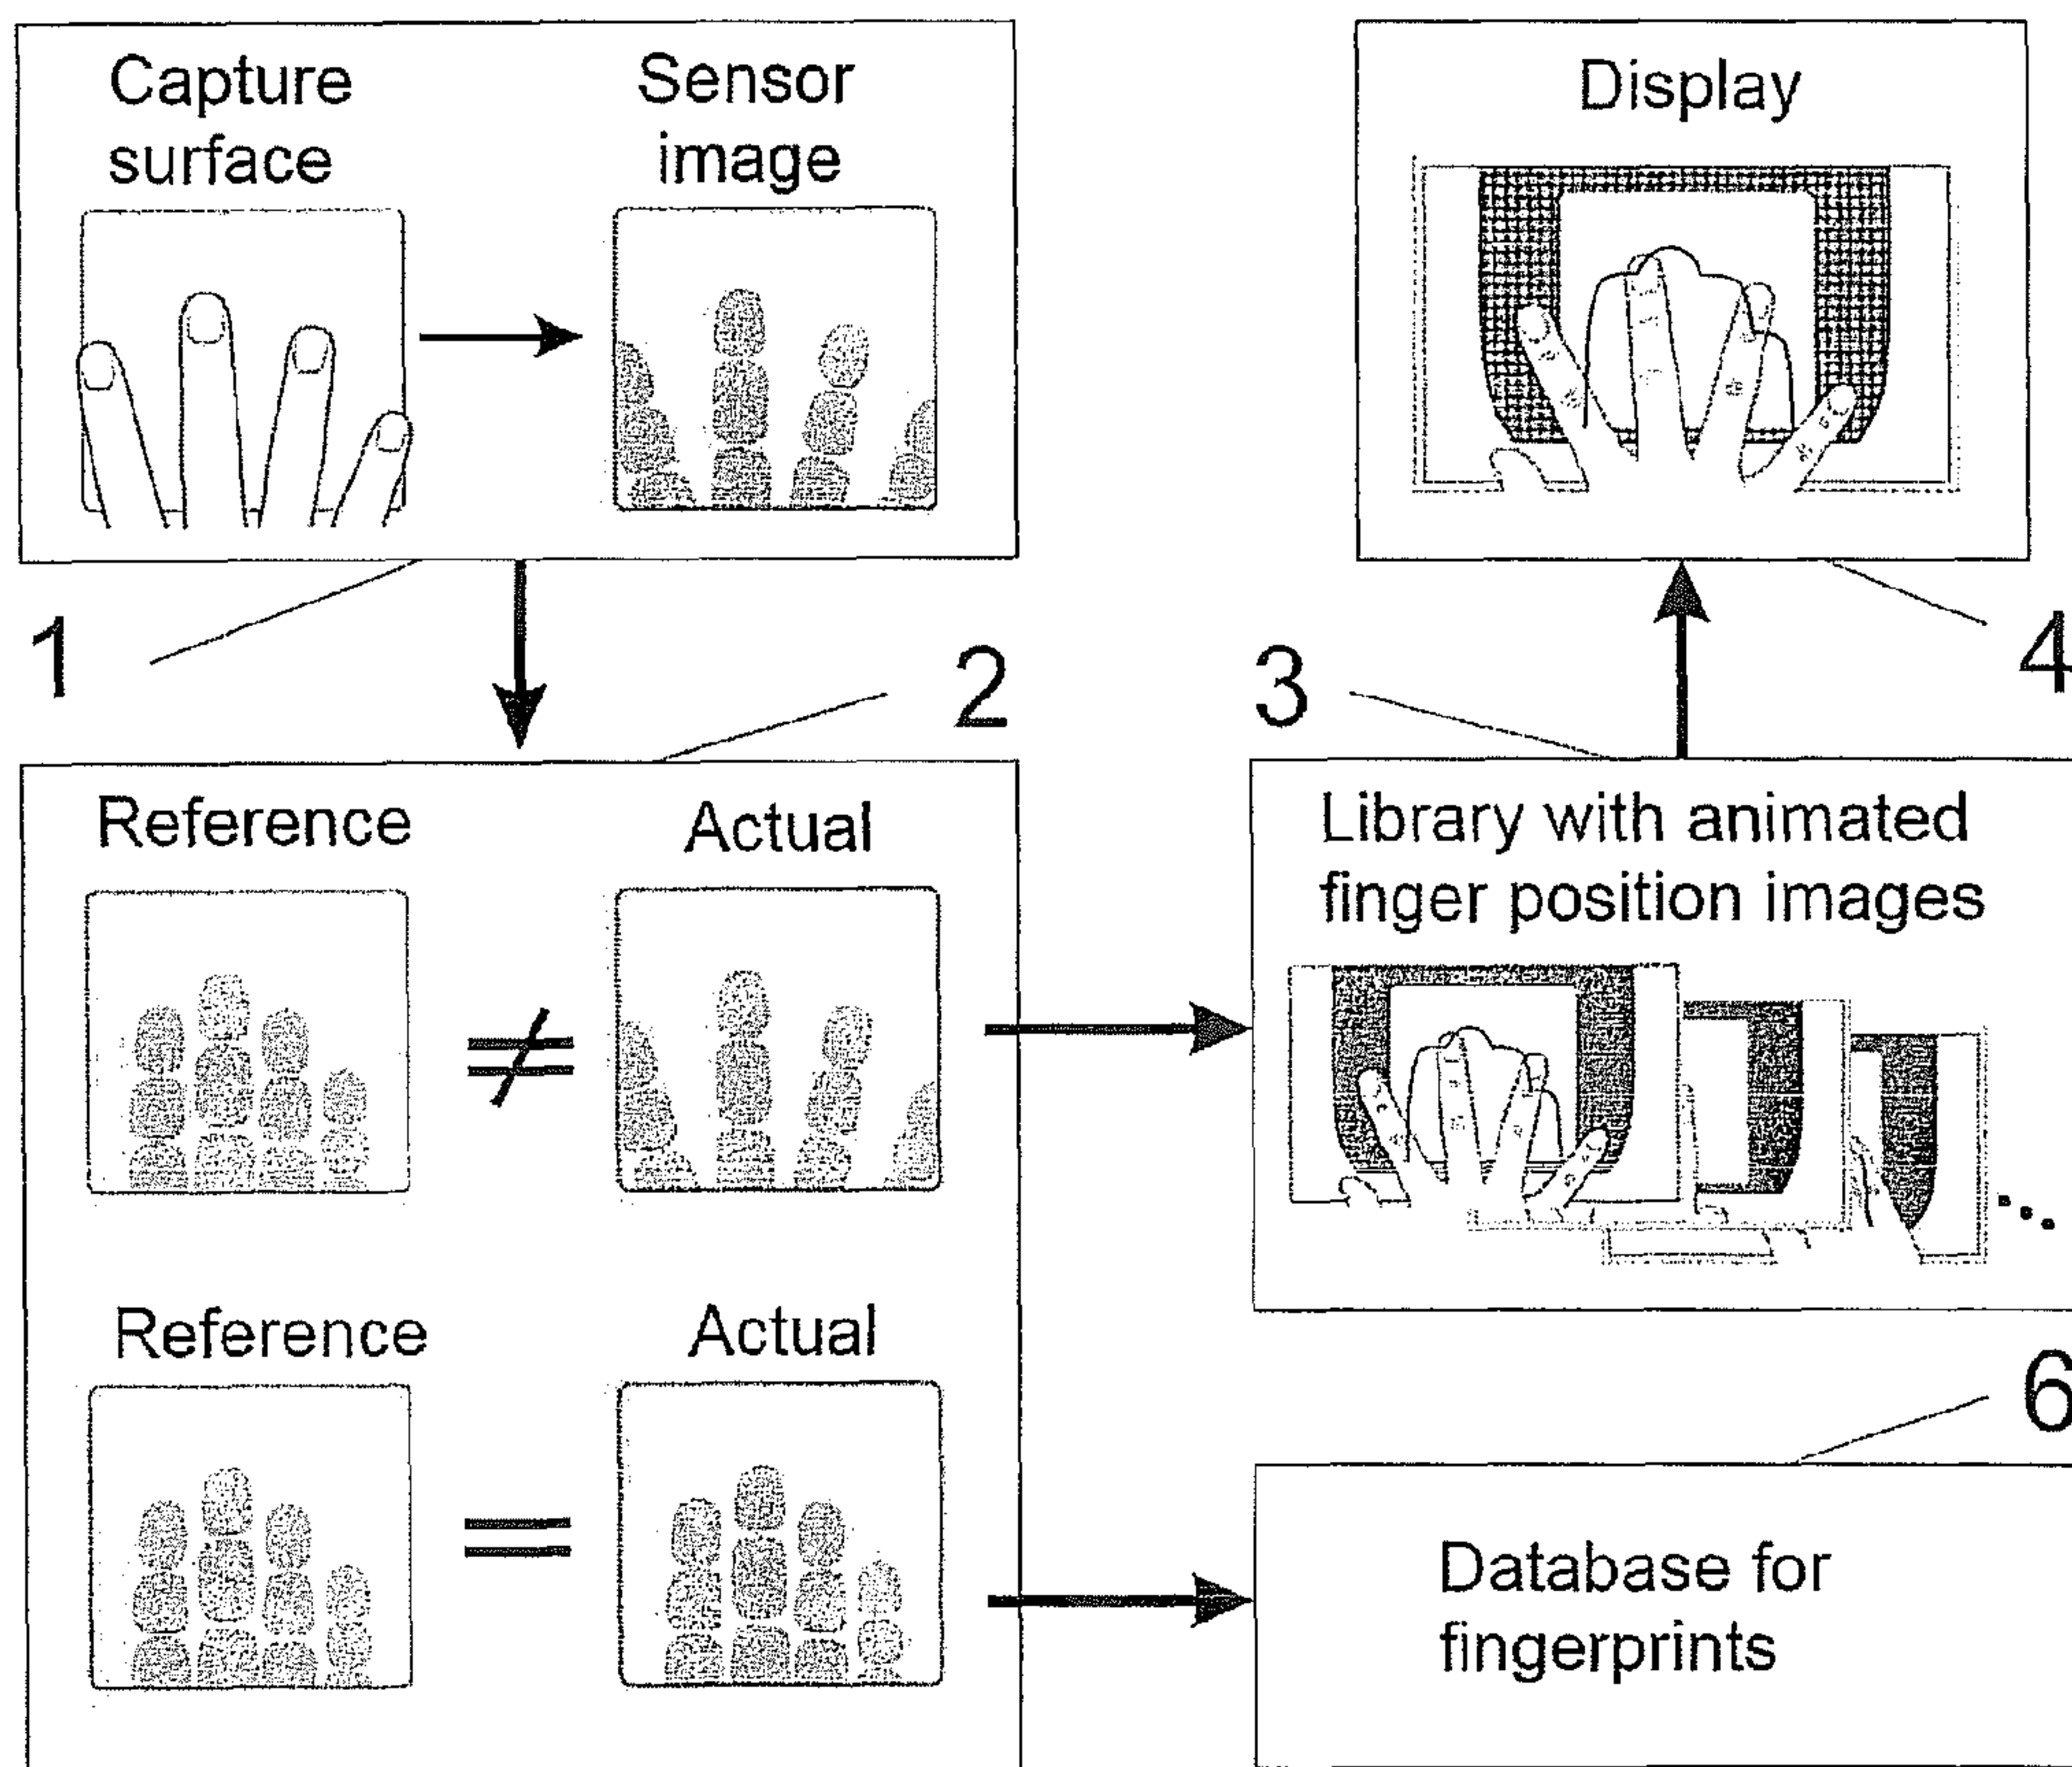 Capture
surface
Sensor
image
Display
1
2
3
4
Reference
Actual
≠
Library with animated
finger position images
Reference
Actual
=
6
Database for
fingerprints